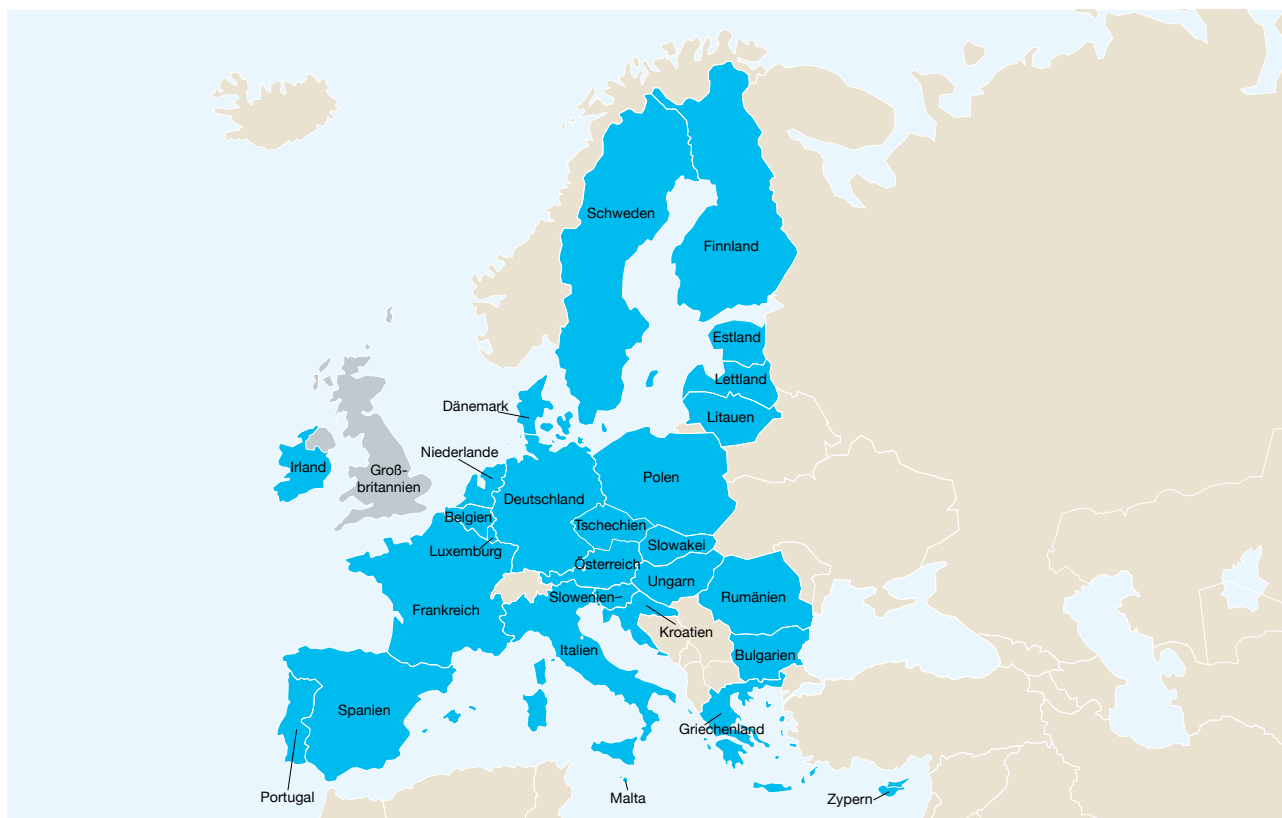 Schweden
Finnland
Estland
Lettland
Dänemark
Litauen
Niederlande
Irland
Groß-
britannien
Polen
Deutschland
Belgien
Tschechien
Luxemburg
Slowakei
Österreich
Ungarn
Slowenien
Rumänien
Frankreich
Kroatien
Italien
Bulgarien
Spanien
Griechenland
Portugal
Malta
Zypern